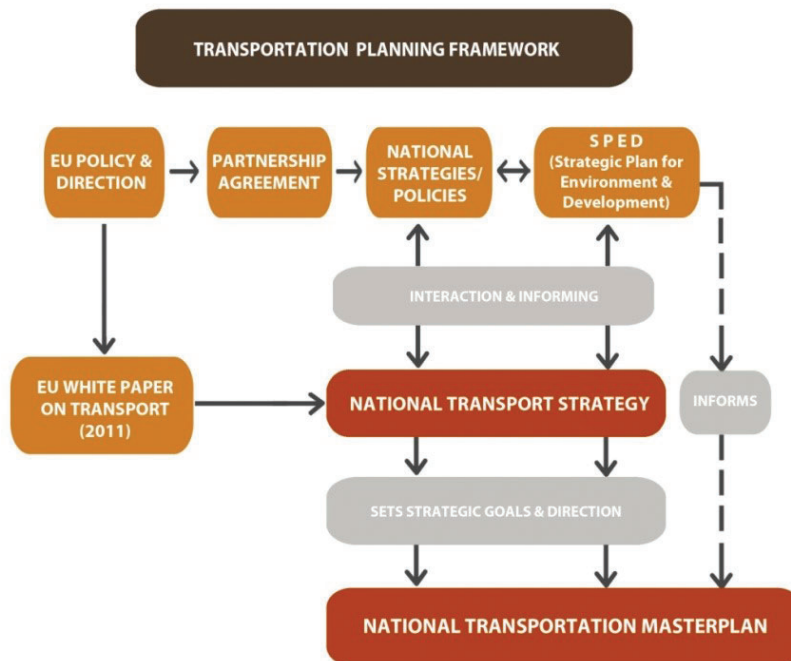 TRANSPORTATION PLANNING FRAMEWORK
EU POLICY &
DIRECTION
PARTNERSHIP
AGREEMENT
NATIONAL
STRATEGIES/
POLICIES
S P E D
(Strategic Plan for
Environment &
Development)
INTERACTION & INFORMING
EU WHITE PAPER
ON TRANSPORT
(2011)
NATIONAL TRANSPORT STRATEGY
INFORMS
SETS STRATEGIC GOALS & DIRECTION
NATIONAL TRANSPORTATION MASTERPLAN